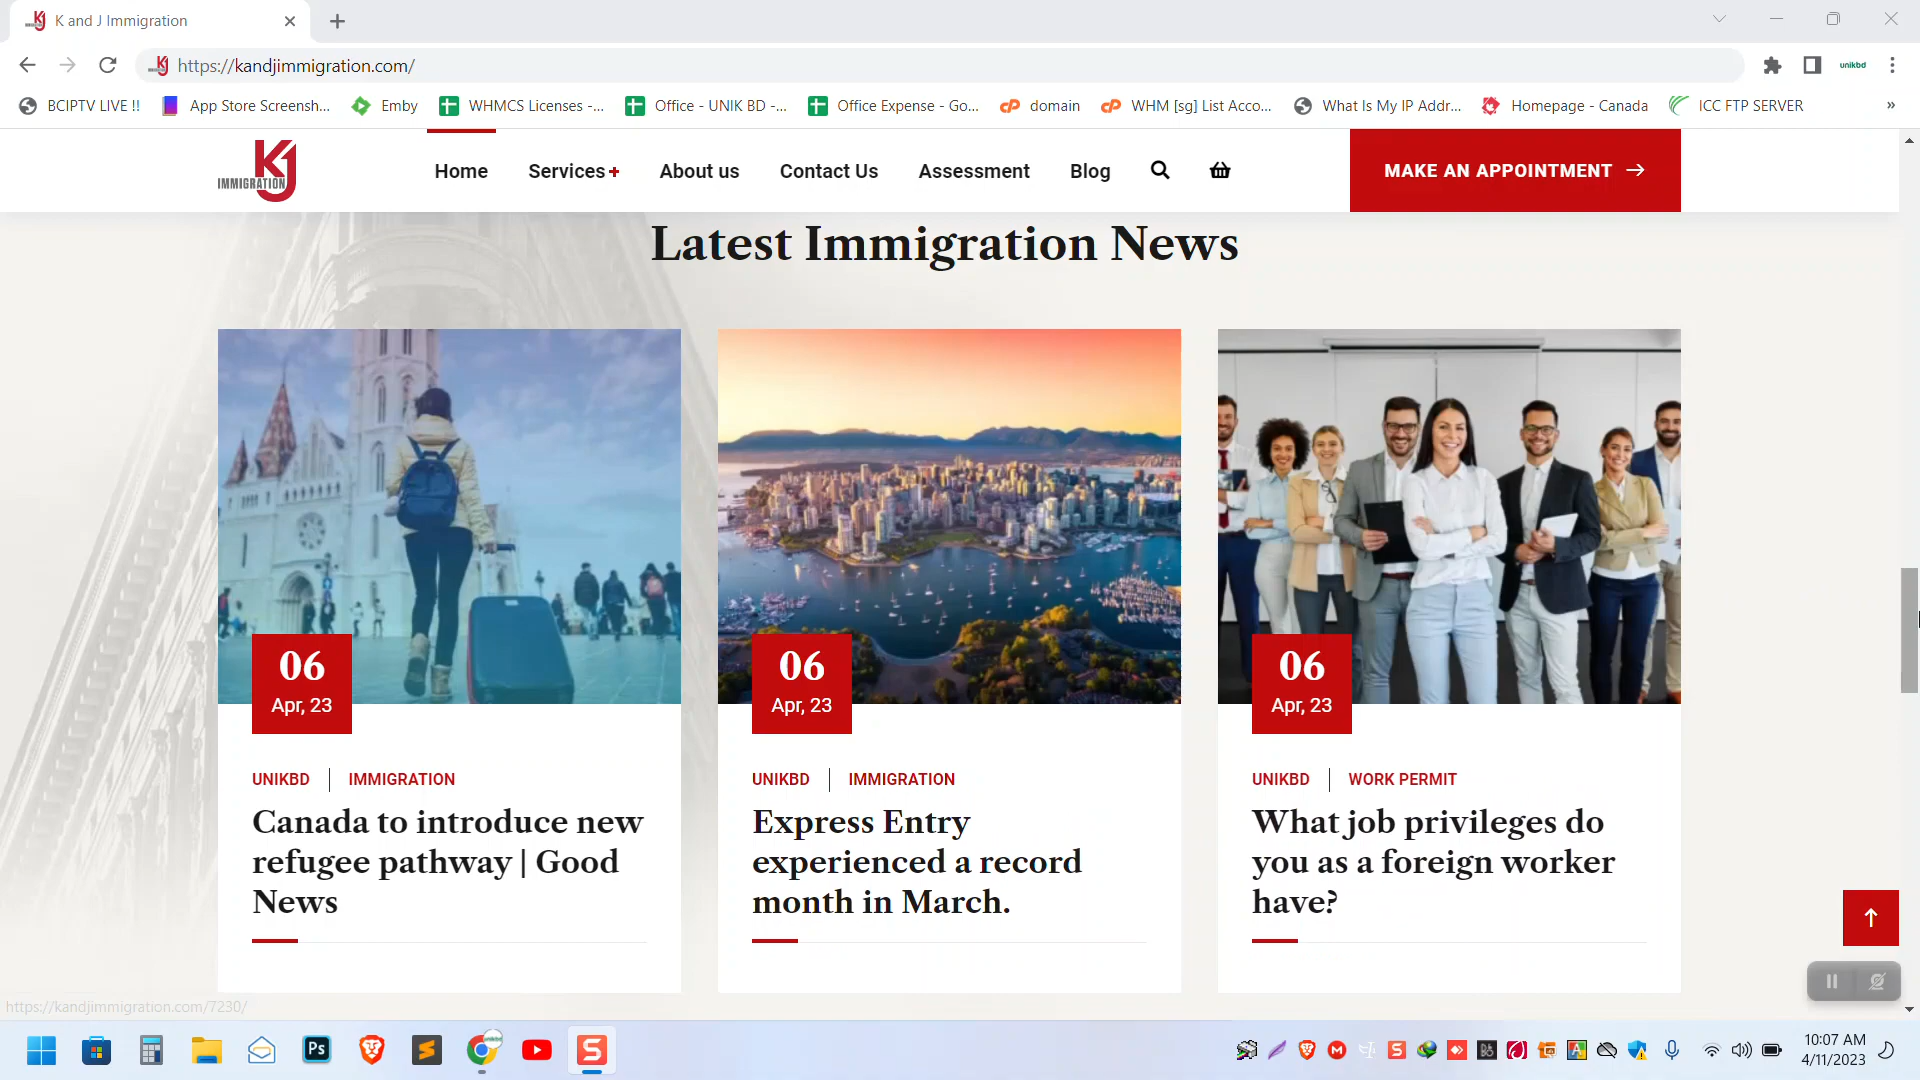 K and J Immigration
https://kandjimmigration.com/
unikbd
BCIPTV LIVE !!
App Store Screensh...
Emby
WHMCS Licenses -...
Office - UNIK BD -...
Office Expense - Go...
domain
WHM [sg] List Acco...
What Is My IP Addr...
Homepage - Canada
ICC FTP SERVER
»
KJ
IMMIGRATION
Home
Services+
About us
Contact Us
Assessment
Blog
MAKE AN APPOINTMENT →
Latest Immigration News
06
Apr, 23
UNIKBD | IMMIGRATION
Canada to introduce new
refugee pathway | Good
News
06
Apr, 23
UNIKBD | IMMIGRATION
Express Entry
experienced a record
month in March.
06
Apr, 23
UNIKBD | WORK PERMIT
What job privileges do
you as a foreign worker
have?
https://kandjimmigration.com/7230/
Ps
S
10:07 AM
4/11/2023